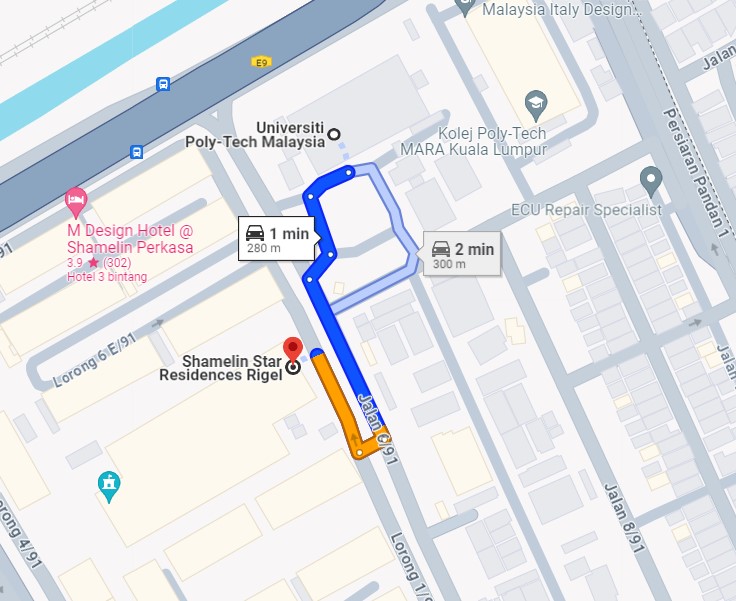 Malaysia Italy Design...
E9
Jalan
Universiti
Poly-Tech Malaysia
Kolej Poly-Tech
MARA Kuala Lumpur
Persiaran Pandan 1
M Design Hotel @
Shamelin Perkasa
3.9 ★ (302)
Hotel 3 bintang
ECU Repair Specialist
1 min
280 m
2 min
300 m
91
Lorong 6 E/91
Shamelin Star
Residences Rigel
Jalan 6/91
Jalan 8/91
Lorong 4/91
Lorong 1/9
Jalan